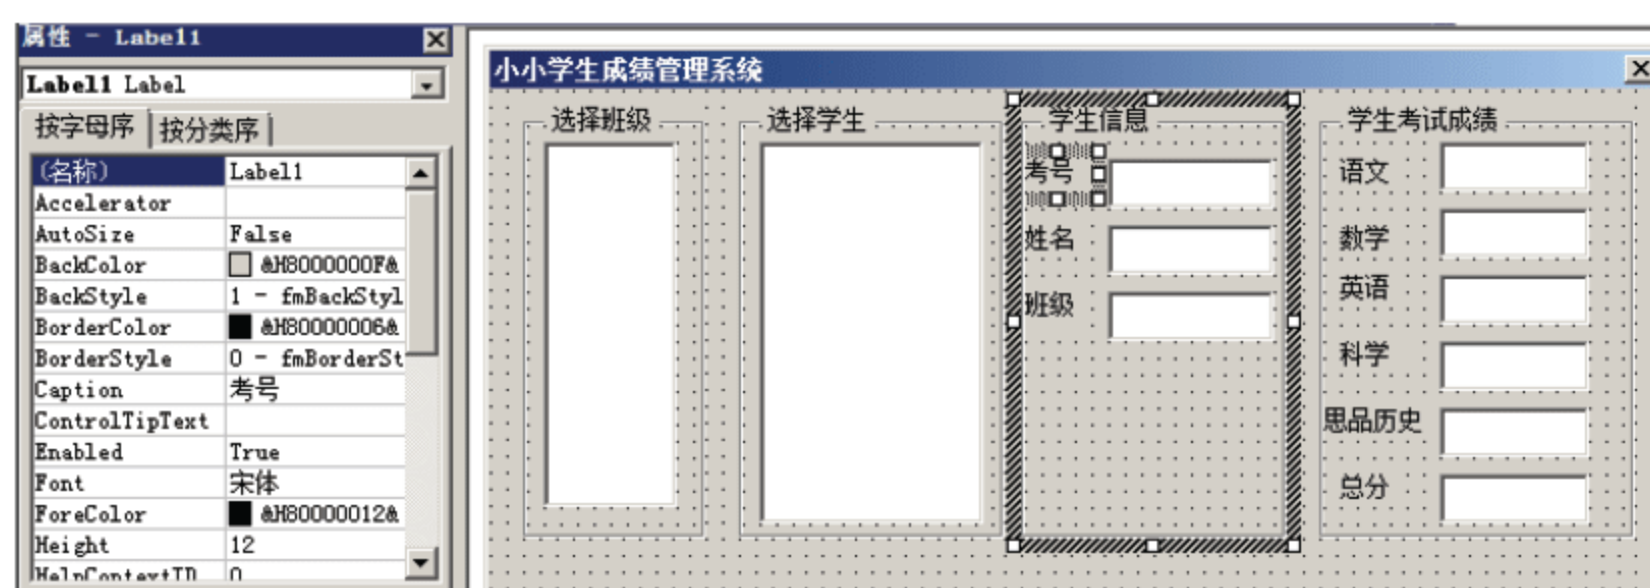 属性 - Label1
Label1 Label
按字母序 按分类序
(名称) Label1
Accelerator
AutoSize False
BackColor &H8000000F&
BackStyle 1 - fmBackStyl
BorderColor &H80000006&
BorderStyle 0 - fmBorderSt
Caption 考号
ControlTipText
Enabled True
Font 宋体
ForeColor &H80000012&
Height 12
HelpContextID 0
小小学生成绩管理系统
选择班级
选择学生
学生信息
考号
姓名
班级
学生考试成绩
语文
数学
英语
科学
思品历史
总分